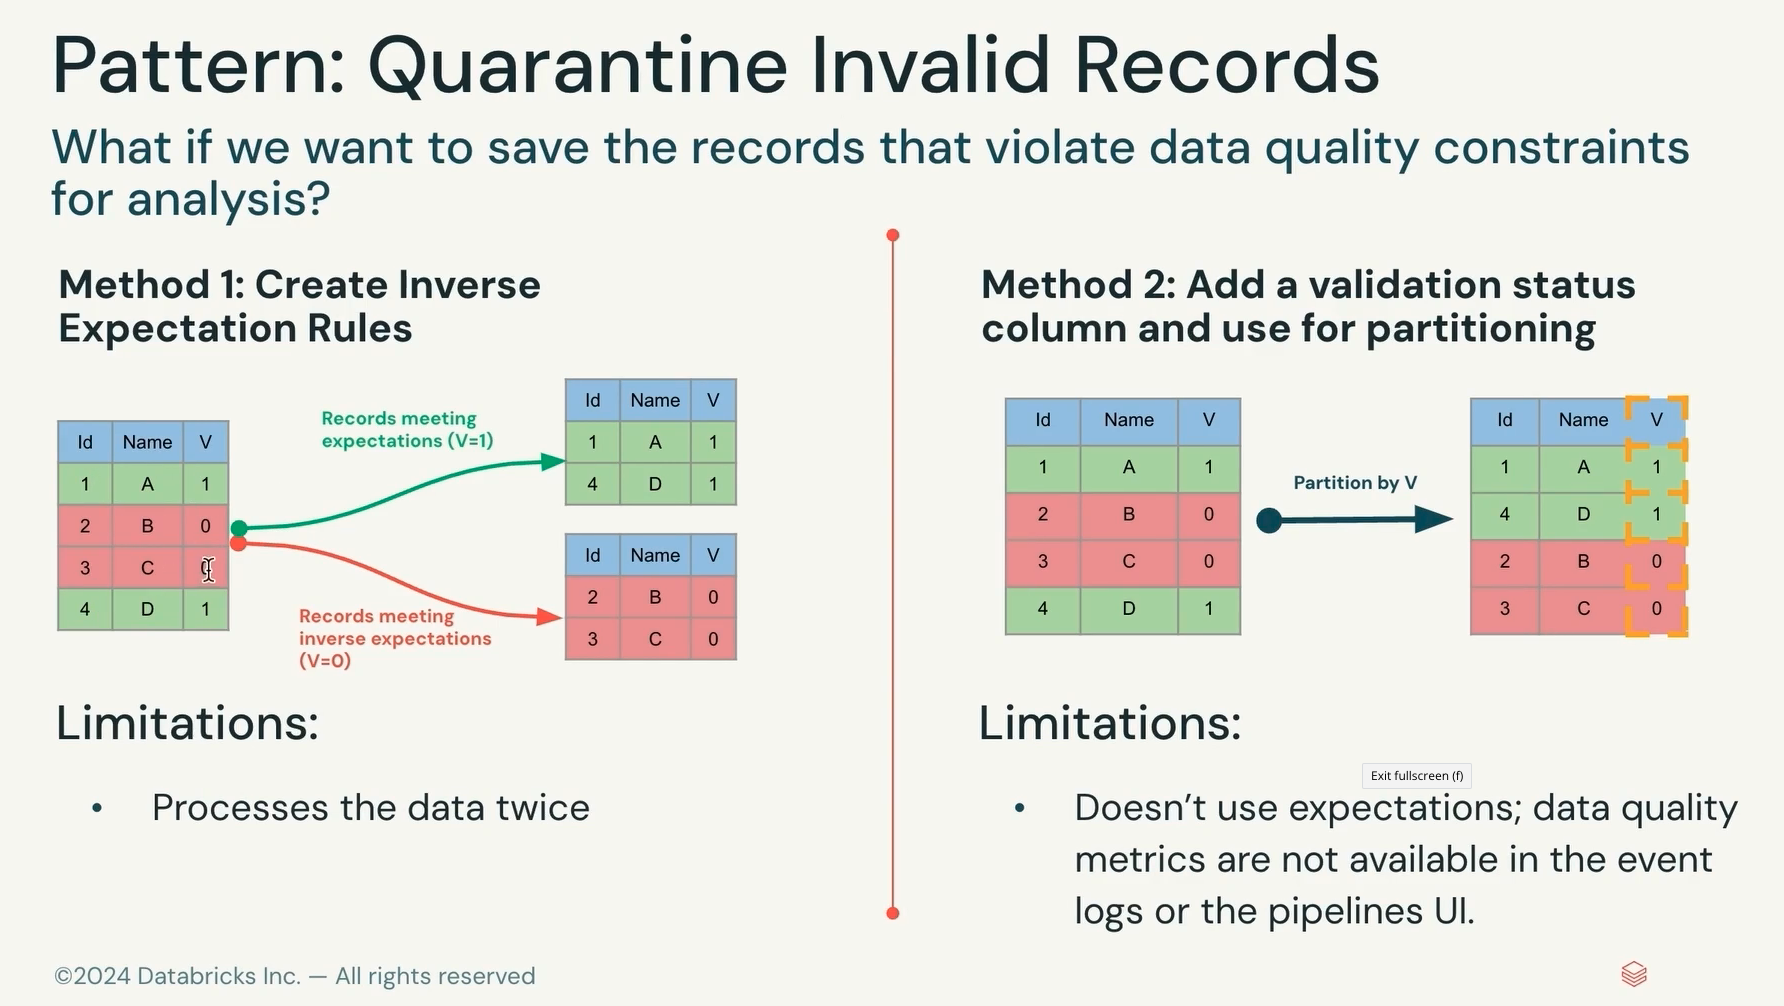 Pattern: Quarantine Invalid Records
What if we want to save the records that violate data quality constraints
for analysis?
Method 1: Create Inverse
Expectation Rules
Id Name V
1 A 1
2 B 0
3 C
4 D 1
Records meeting
expectations (V=1)
Records meeting
inverse expectations
(V=0)
Id Name V
1 A 1
4 D 1
Id Name V
2 B 0
3 C 0
Limitations:
• Processes the data twice
Method 2: Add a validation status
column and use for partitioning
Id Name V
1 A 1
2 B 0
3 C 0
4 D 1
Partition by V
Id Name V
1 A 1
4 D 1
2 B 0
3 C 0
Limitations:
Exit fullscreen (f)
• Doesn’t use expectations; data quality
metrics are not available in the event
logs or the pipelines UI.
©2024 Databricks Inc. — All rights reserved